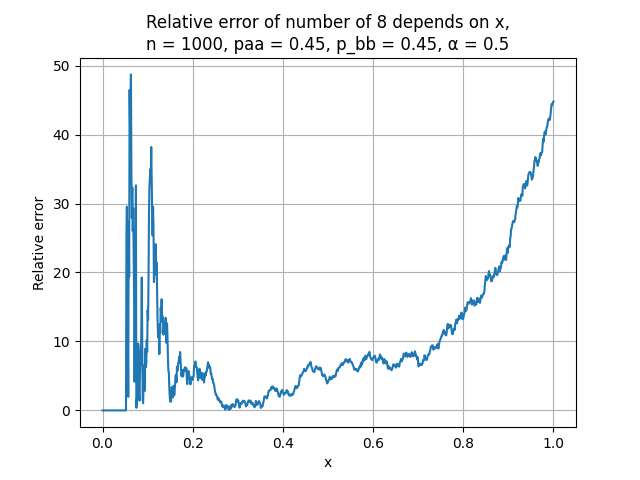 Relative error of number of 8 depends on x,
n = 1000, paa = 0.45, p_bb = 0.45, α = 0.5
50
40
30
20
10
0
Relative error
0.0 0.2 0.4 0.6 0.8 1.0
x